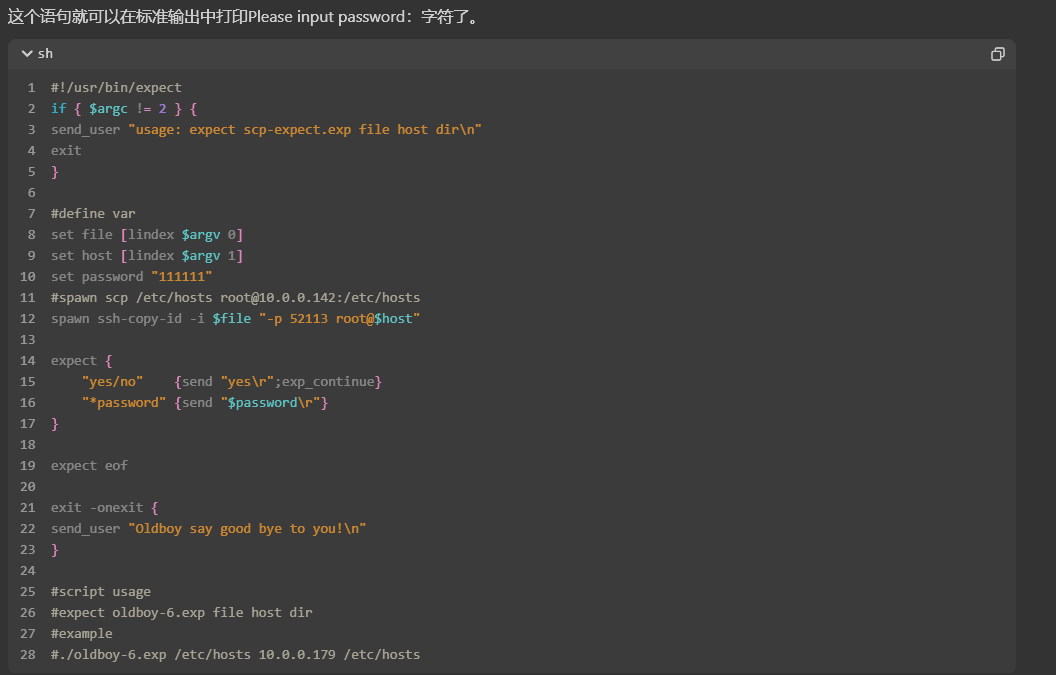 这个语句就可以在标准输出中打印Please input password：字符了。
sh
1 #!/usr/bin/expect
2 if { $argc != 2 } {
3 send_user "usage: expect scp-expect.exp file host dir\n"
4 exit
5 }
6
7 #define var
8 set file [lindex $argv 0]
9 set host [lindex $argv 1]
10 set password "111111"
11 #spawn scp /etc/hosts root@10.0.0.142:/etc/hosts
12 spawn ssh-copy-id -i $file "-p 52113 root@$host"
13
14 expect {
15     "yes/no"    {send "yes\r";exp_continue}
16     "*password" {send "$password\r"}
17 }
18
19 expect eof
20
21 exit -onexit {
22 send_user "Oldboy say good bye to you!\n"
23 }
24
25 #script usage
26 #expect oldboy-6.exp file host dir
27 #example
28 #./oldboy-6.exp /etc/hosts 10.0.0.179 /etc/hosts